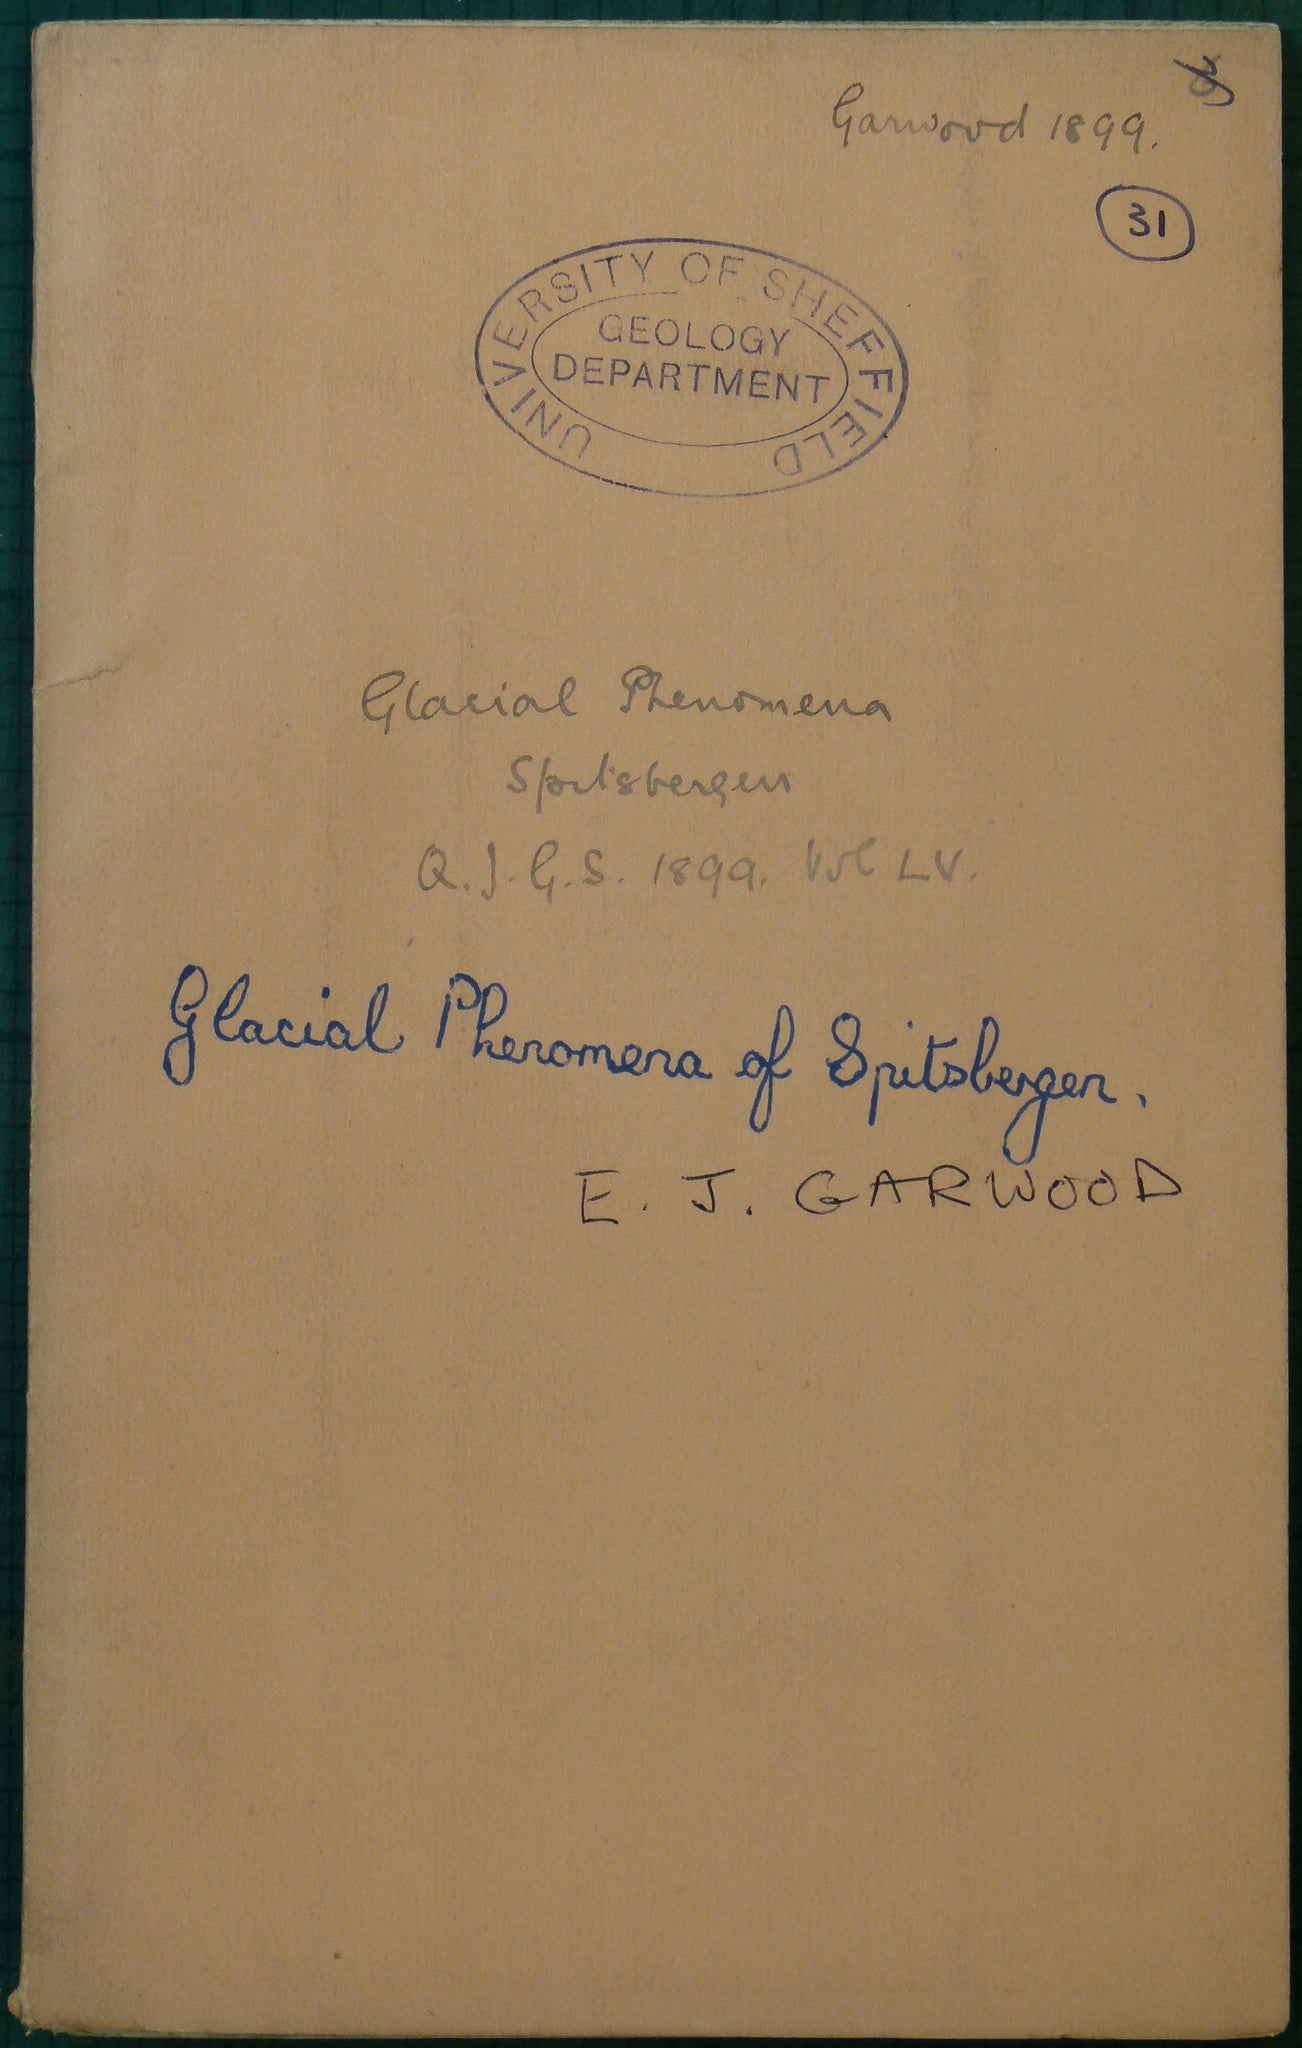 Garwood 1899.
31
UNIVERSITY OF SHEFFIELD
GEOLOGY
DEPARTMENT
Glacial Phenomena
Spitsbergen
Q.J.G.S. 1899. Vol LV.
Glacial Phenomena of Spitsbergen.
E. J. GARWOOD